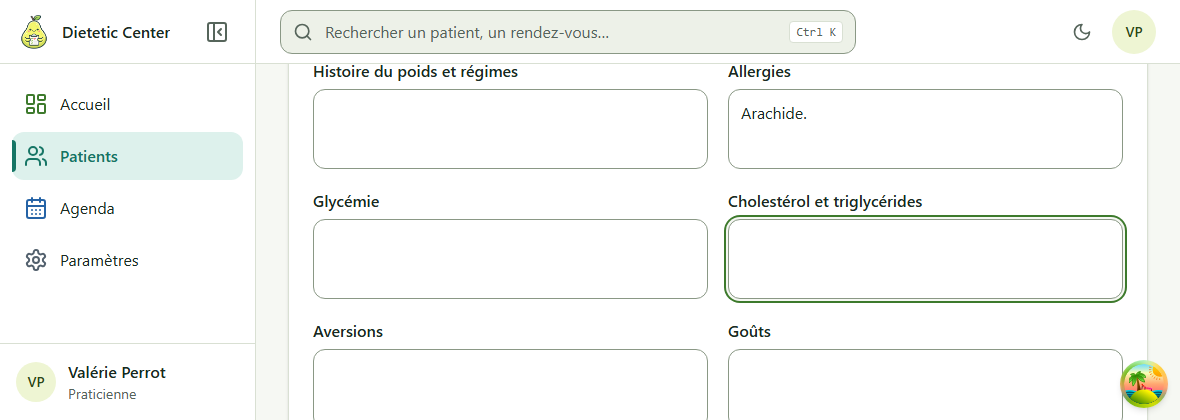 Dietetic Center
Rechercher un patient, un rendez-vous...
Ctrl K
VP
Accueil
Patients
Agenda
Paramètres
VP
Valérie Perrot
Praticienne
Histoire du poids et régimes
Allergies
Arachide.
Glycémie
Cholestérol et triglycérides
Aversions
Goûts